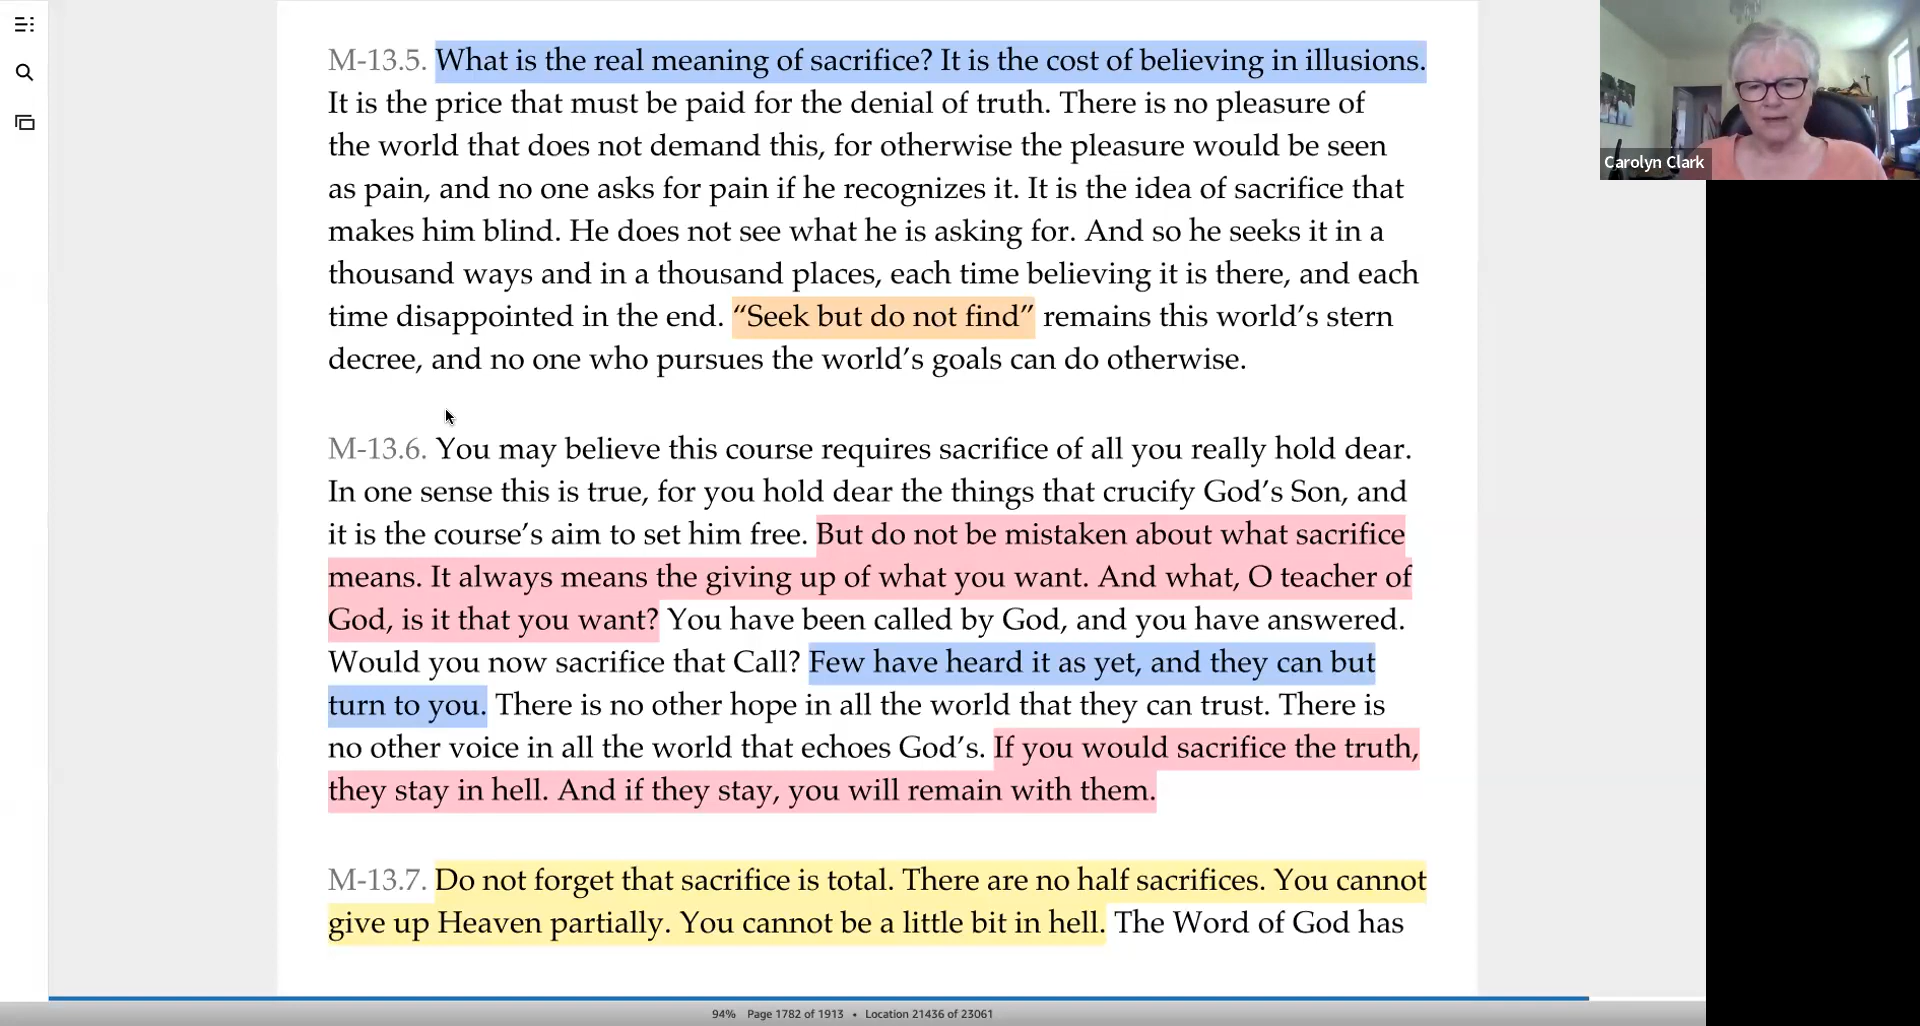 M-13.5. What is the real meaning of sacrifice? It is the cost of believing in illusions.
It is the price that must be paid for the denial of truth. There is no pleasure of
the world that does not demand this, for otherwise the pleasure would be seen
as pain, and no one asks for pain if he recognizes it. It is the idea of sacrifice that
makes him blind. He does not see what he is asking for. And so he seeks it in a
thousand ways and in a thousand places, each time believing it is there, and each
time disappointed in the end. “Seek but do not find” remains this world’s stern
decree, and no one who pursues the world’s goals can do otherwise.
M-13.6. You may believe this course requires sacrifice of all you really hold dear.
In one sense this is true, for you hold dear the things that crucify God’s Son, and
it is the course’s aim to set him free. But do not be mistaken about what sacrifice
means. It always means the giving up of what you want. And what, O teacher of
God, is it that you want? You have been called by God, and you have answered.
Would you now sacrifice that Call? Few have heard it as yet, and they can but
turn to you. There is no other hope in all the world that they can trust. There is
no other voice in all the world that echoes God’s. If you would sacrifice the truth,
they stay in hell. And if they stay, you will remain with them.
M-13.7. Do not forget that sacrifice is total. There are no half sacrifices. You cannot
give up Heaven partially. You cannot be a little bit in hell. The Word of God has
94% Page 1782 of 1913 • Location 21436 of 23061
Carolyn Clark